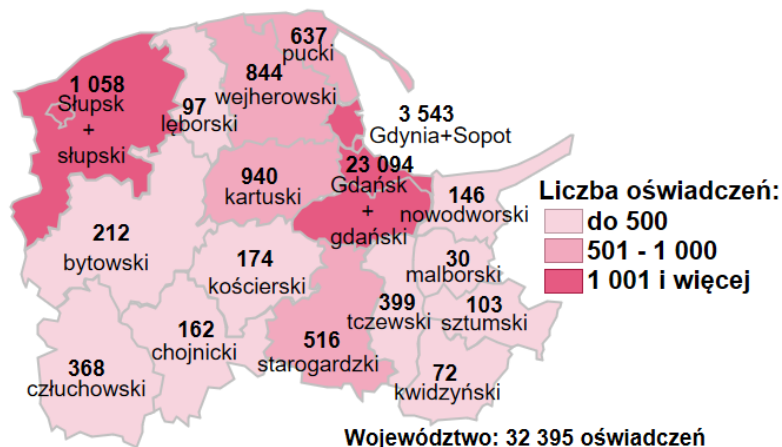 637
pucki
1 058
Słupsk
+
słupski
97
lęborski
844
wejherowski
3 543
Gdynia+Sopot
940
kartuski
23 094
Gdańsk
+
gdański
146
nowodworski
212
bytowski
174
kościerski
30
malborski
399
tczewski
103
sztumski
162
chojnicki
516
starogardzki
368
człuchowski
72
kwidzyński
Liczba oświadczeń:
do 500
501 - 1 000
1 001 i więcej
Województwo: 32 395 oświadczeń